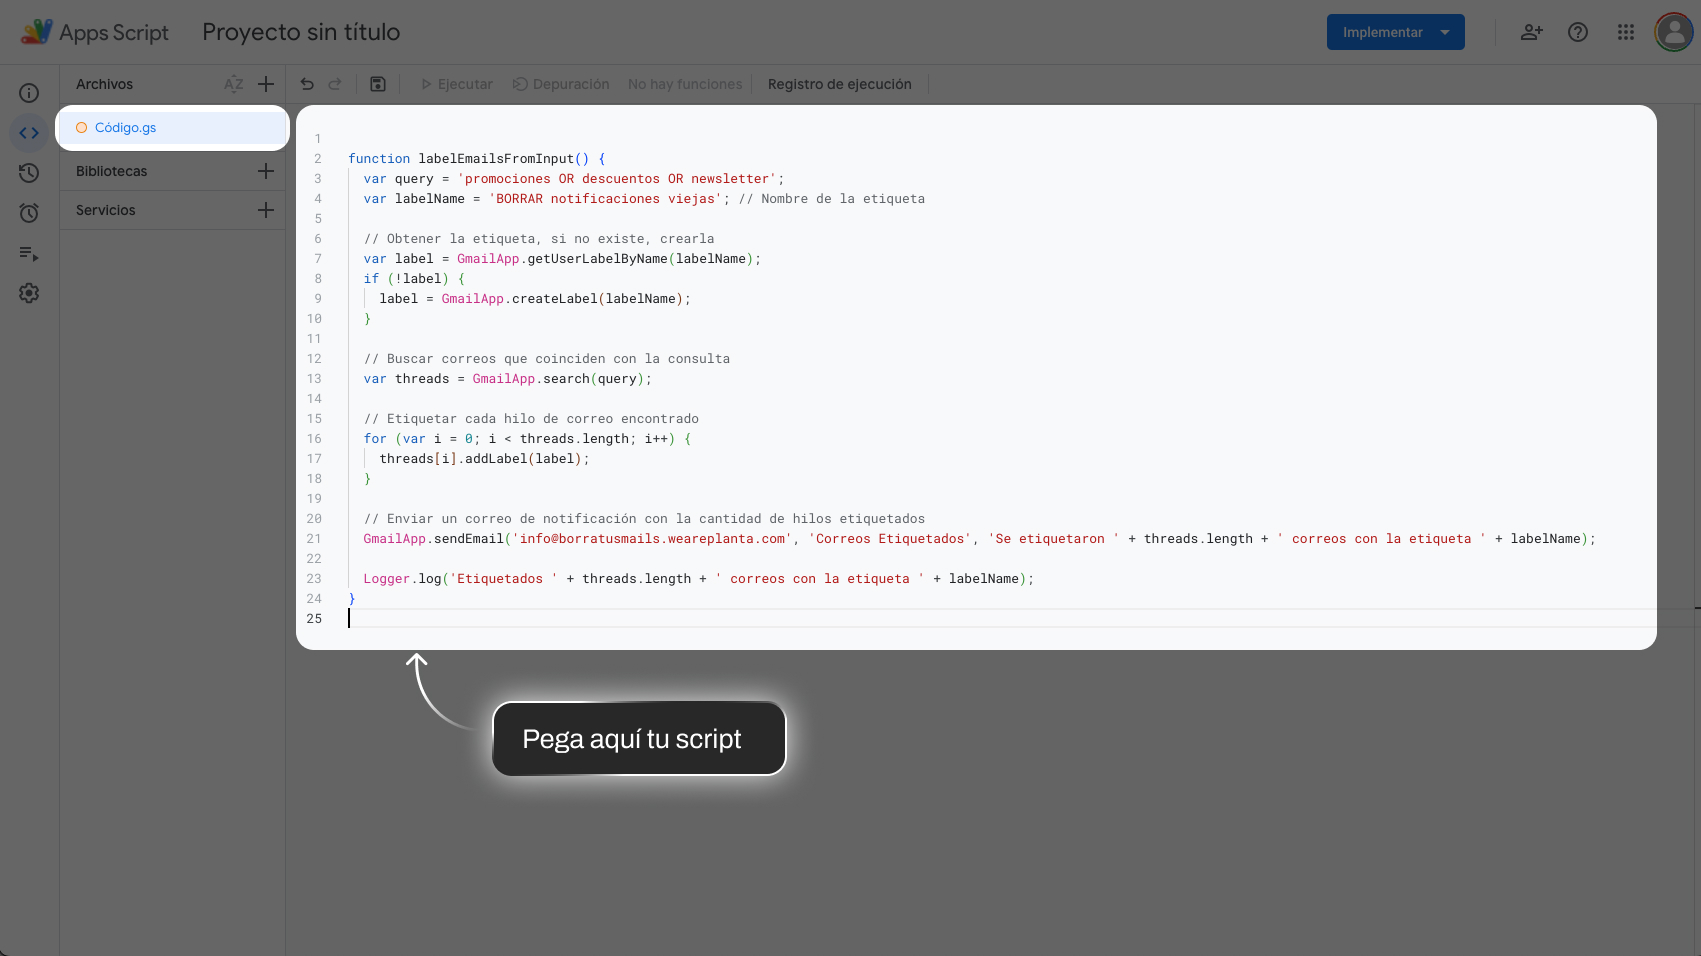 Apps Script
Proyecto sin título
Implementar
Archivos
AZ
Ejecutar
Depuración
No hay funciones
Registro de ejecución
Código.gs
Bibliotecas
Servicios
1
2 function labelEmailsFromInput() {
3 var query = 'promociones OR descuentos OR newsletter';
4 var labelName = 'BORRAR notificaciones viejas'; // Nombre de la etiqueta
5
6 // Obtener la etiqueta, si no existe, crearla
7 var label = GmailApp.getUserLabelByName(labelName);
8 if (!label) {
9 label = GmailApp.createLabel(labelName);
10 }
11
12 // Buscar correos que coinciden con la consulta
13 var threads = GmailApp.search(query);
14
15 // Etiquetar cada hilo de correo encontrado
16 for (var i = 0; i < threads.length; i++) {
17 threads[i].addLabel(label);
18 }
19
20 // Enviar un correo de notificación con la cantidad de hilos etiquetados
21 GmailApp.sendEmail('info@borratusmails.weareplanta.com', 'Correos Etiquetados', 'Se etiquetaron ' + threads.length + ' correos con la etiqueta ' + labelName);
22
23 Logger.log('Etiquetados ' + threads.length + ' correos con la etiqueta ' + labelName);
24 }
25
Pega aquí tu script